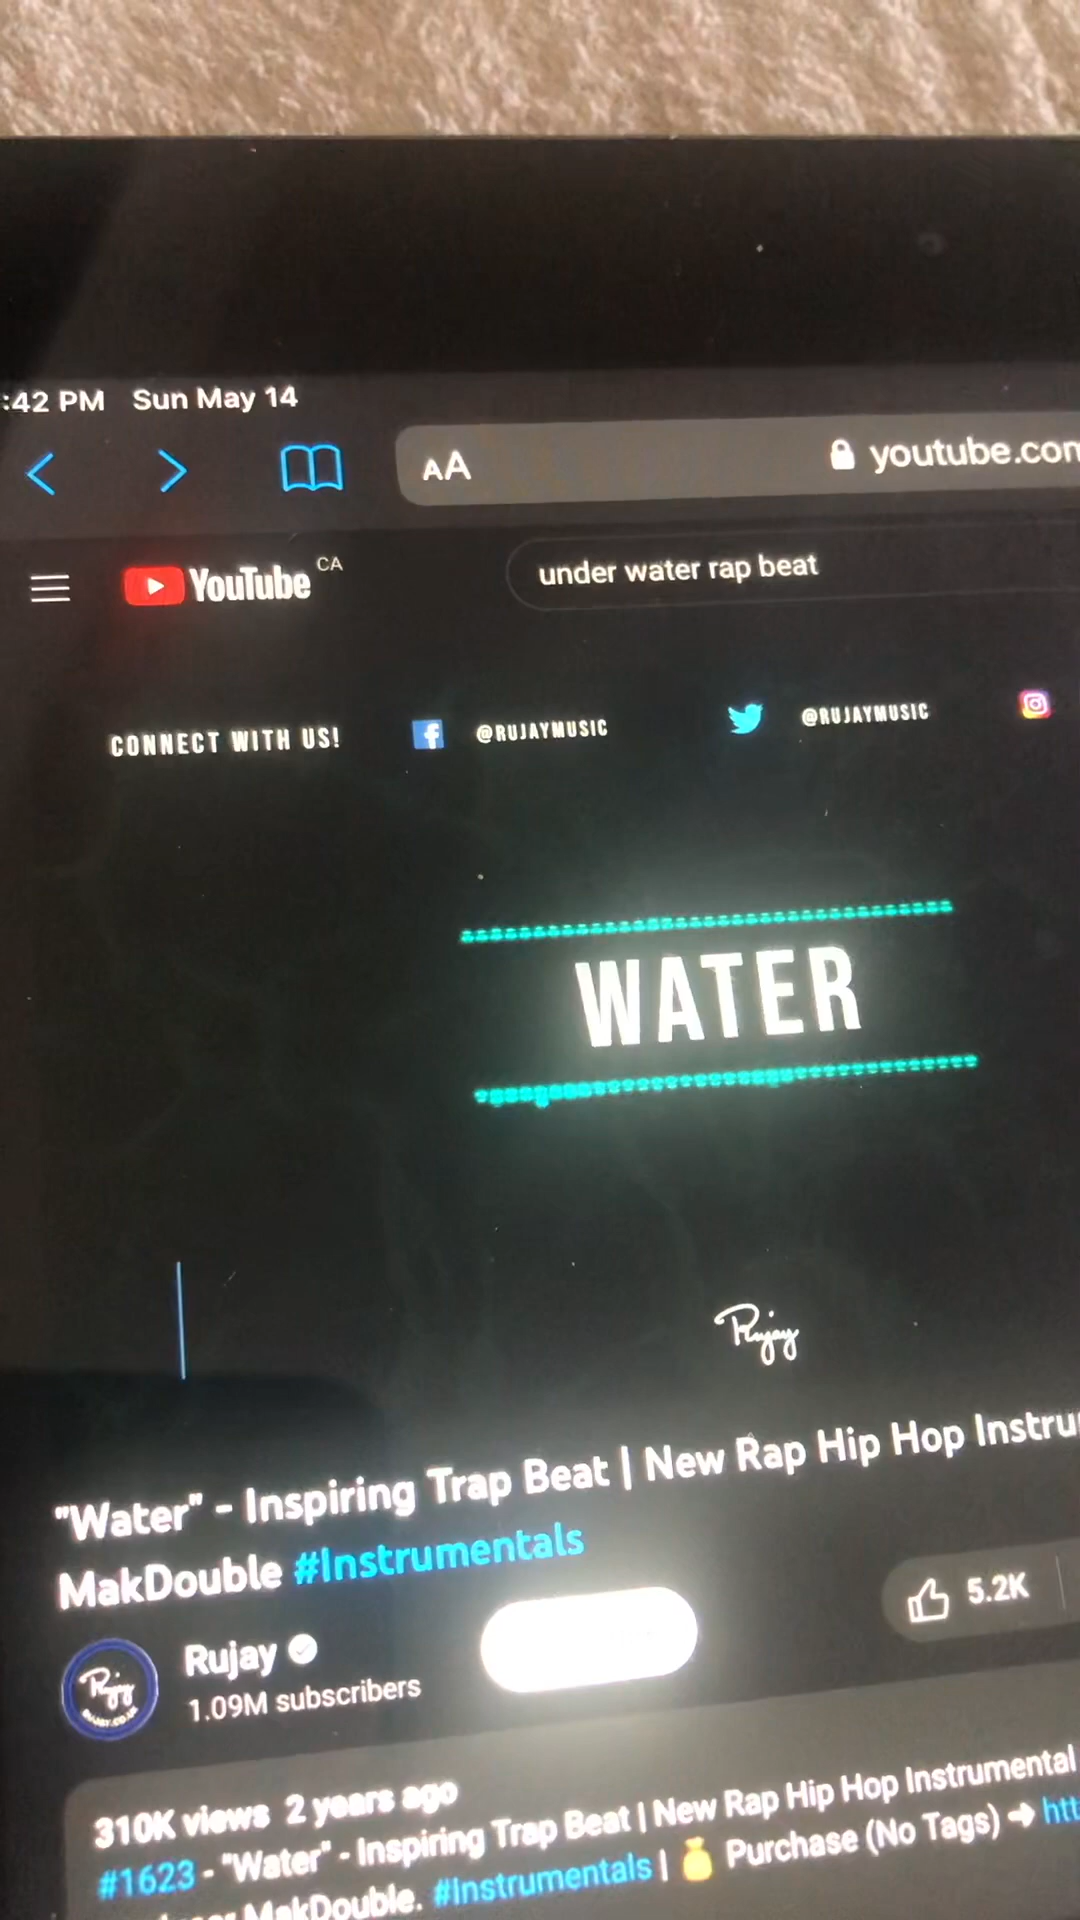 :42 PM Sun May 14
AA youtube.com
YouTube CA under water rap beat
CONNECT WITH US! @RUJAYMUSIC @RUJAYMUSIC
WATER
Rujay
"Water" - Inspiring Trap Beat | New Rap Hip Hop Instru
MakDouble #Instrumentals
Rujay 5.2K
1.09M subscribers
Rujay
310K views 2 years ago
#1623 - "Water" - Inspiring Trap Beat | New Rap Hip Hop Instrumental
MakDouble. #Instrumentals | 💰 Purchase (No Tags) ➔ htt